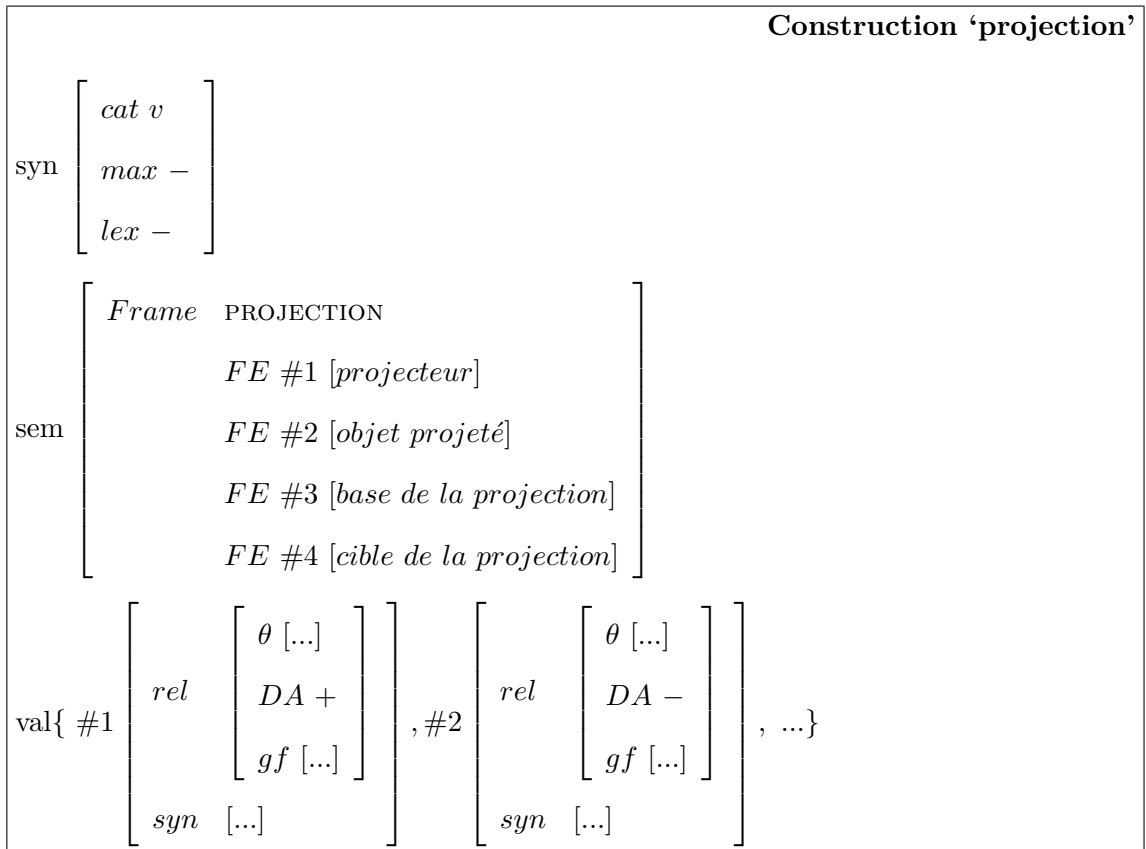 Construction ‘projection’
cat v
syn max −
lex −
Frame PROJECTION
FE #1 [projecteur]
FE #2 [objet projeté]
sem
FE #3 [base de la projection]
FE #4 [cible de la projection]
θ [...] θ [...]
val{ #1 rel DA + , #2 rel DA − , ...}
gf [...] gf [...]
syn [...] syn [...]